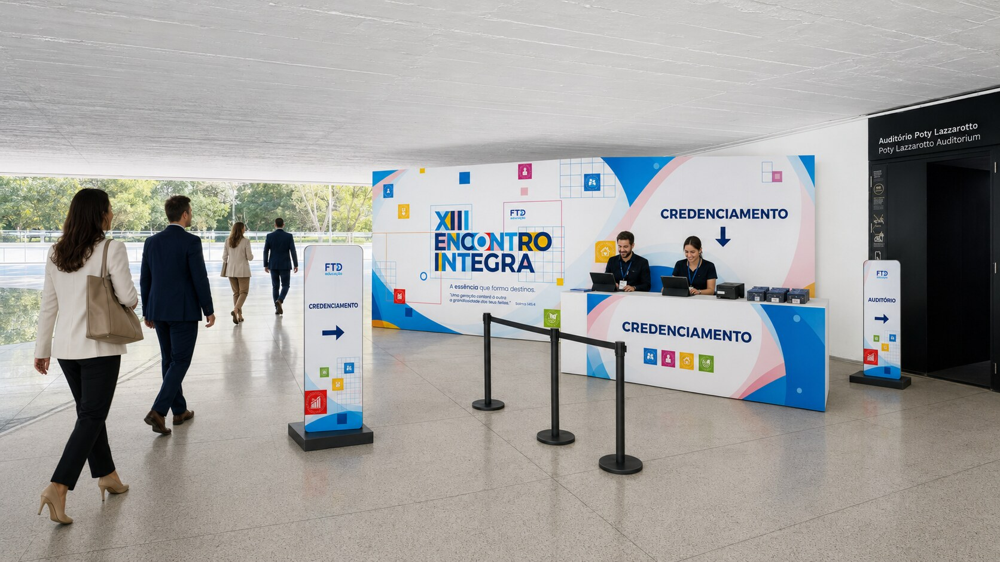 Auditório Poty Lazzarotto
Poty Lazzarotto Auditorium
XIII
ENCONTRO
INTEGRA
FTD
educação
A essência que forma destinos.
"Uma geração contará à outra
a grandiosidade dos teus feitos."
Salmo 145:4
CREDENCIAMENTO
CREDENCIAMENTO
FTD
educação
CREDENCIAMENTO
FTD
educação
AUDITÓRIO